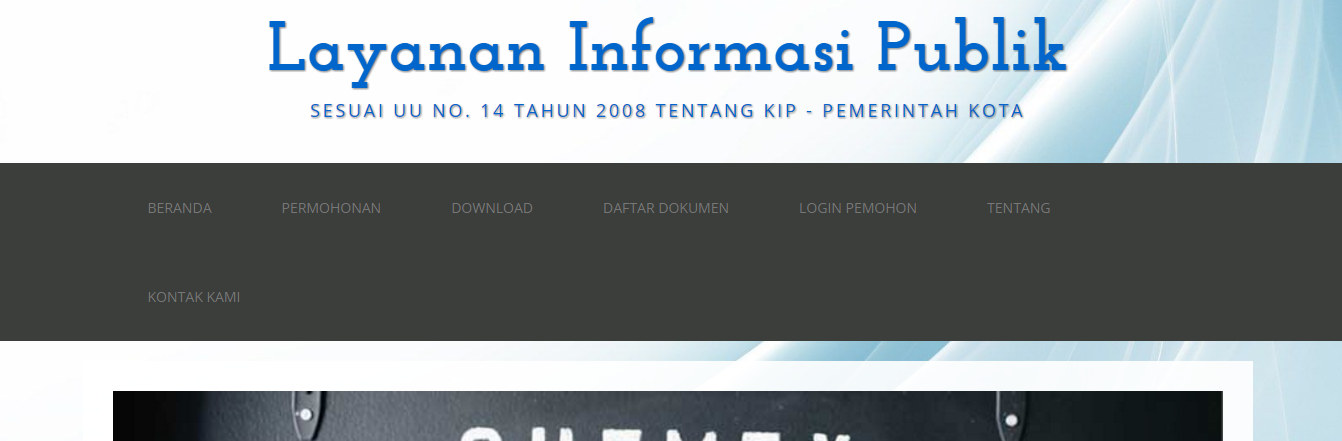 Layanan Informasi Publik
SESUAI UU NO. 14 TAHUN 2008 TENTANG KIP - PEMERINTAH KOTA
BERANDA PERMOHONAN DOWNLOAD DAFTAR DOKUMEN LOGIN PEMOHON TENTANG
KONTAK KAMI